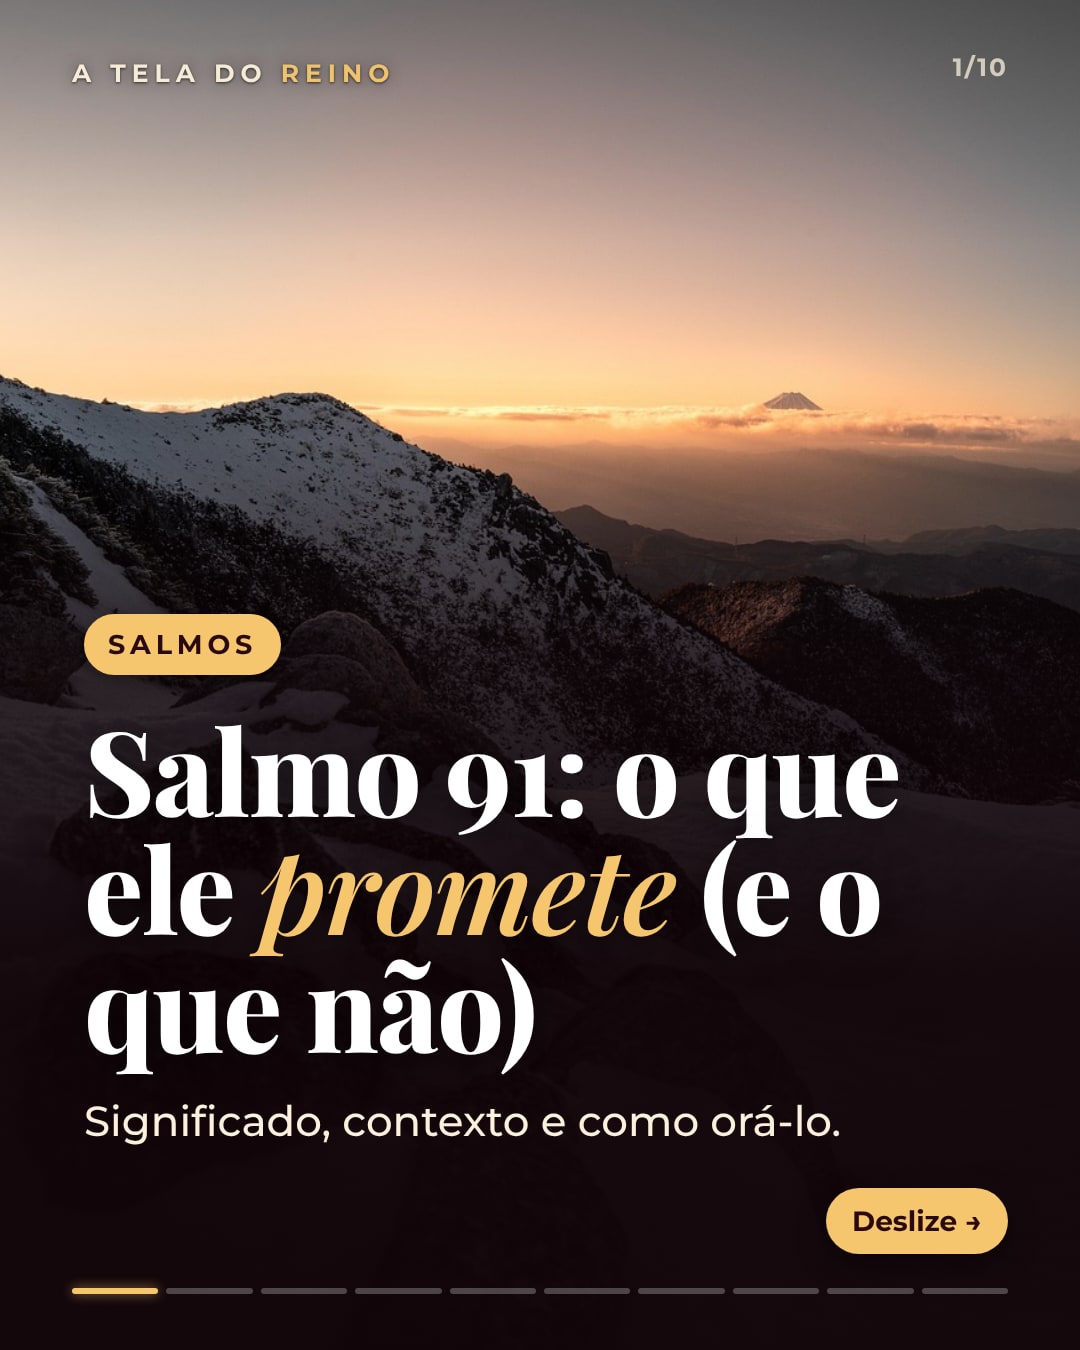 A TELA DO REINO
1/10
SALMOS
Salmo 91: o que
ele promete (e o
que não)
Significado, contexto e como orá-lo.
Deslize →